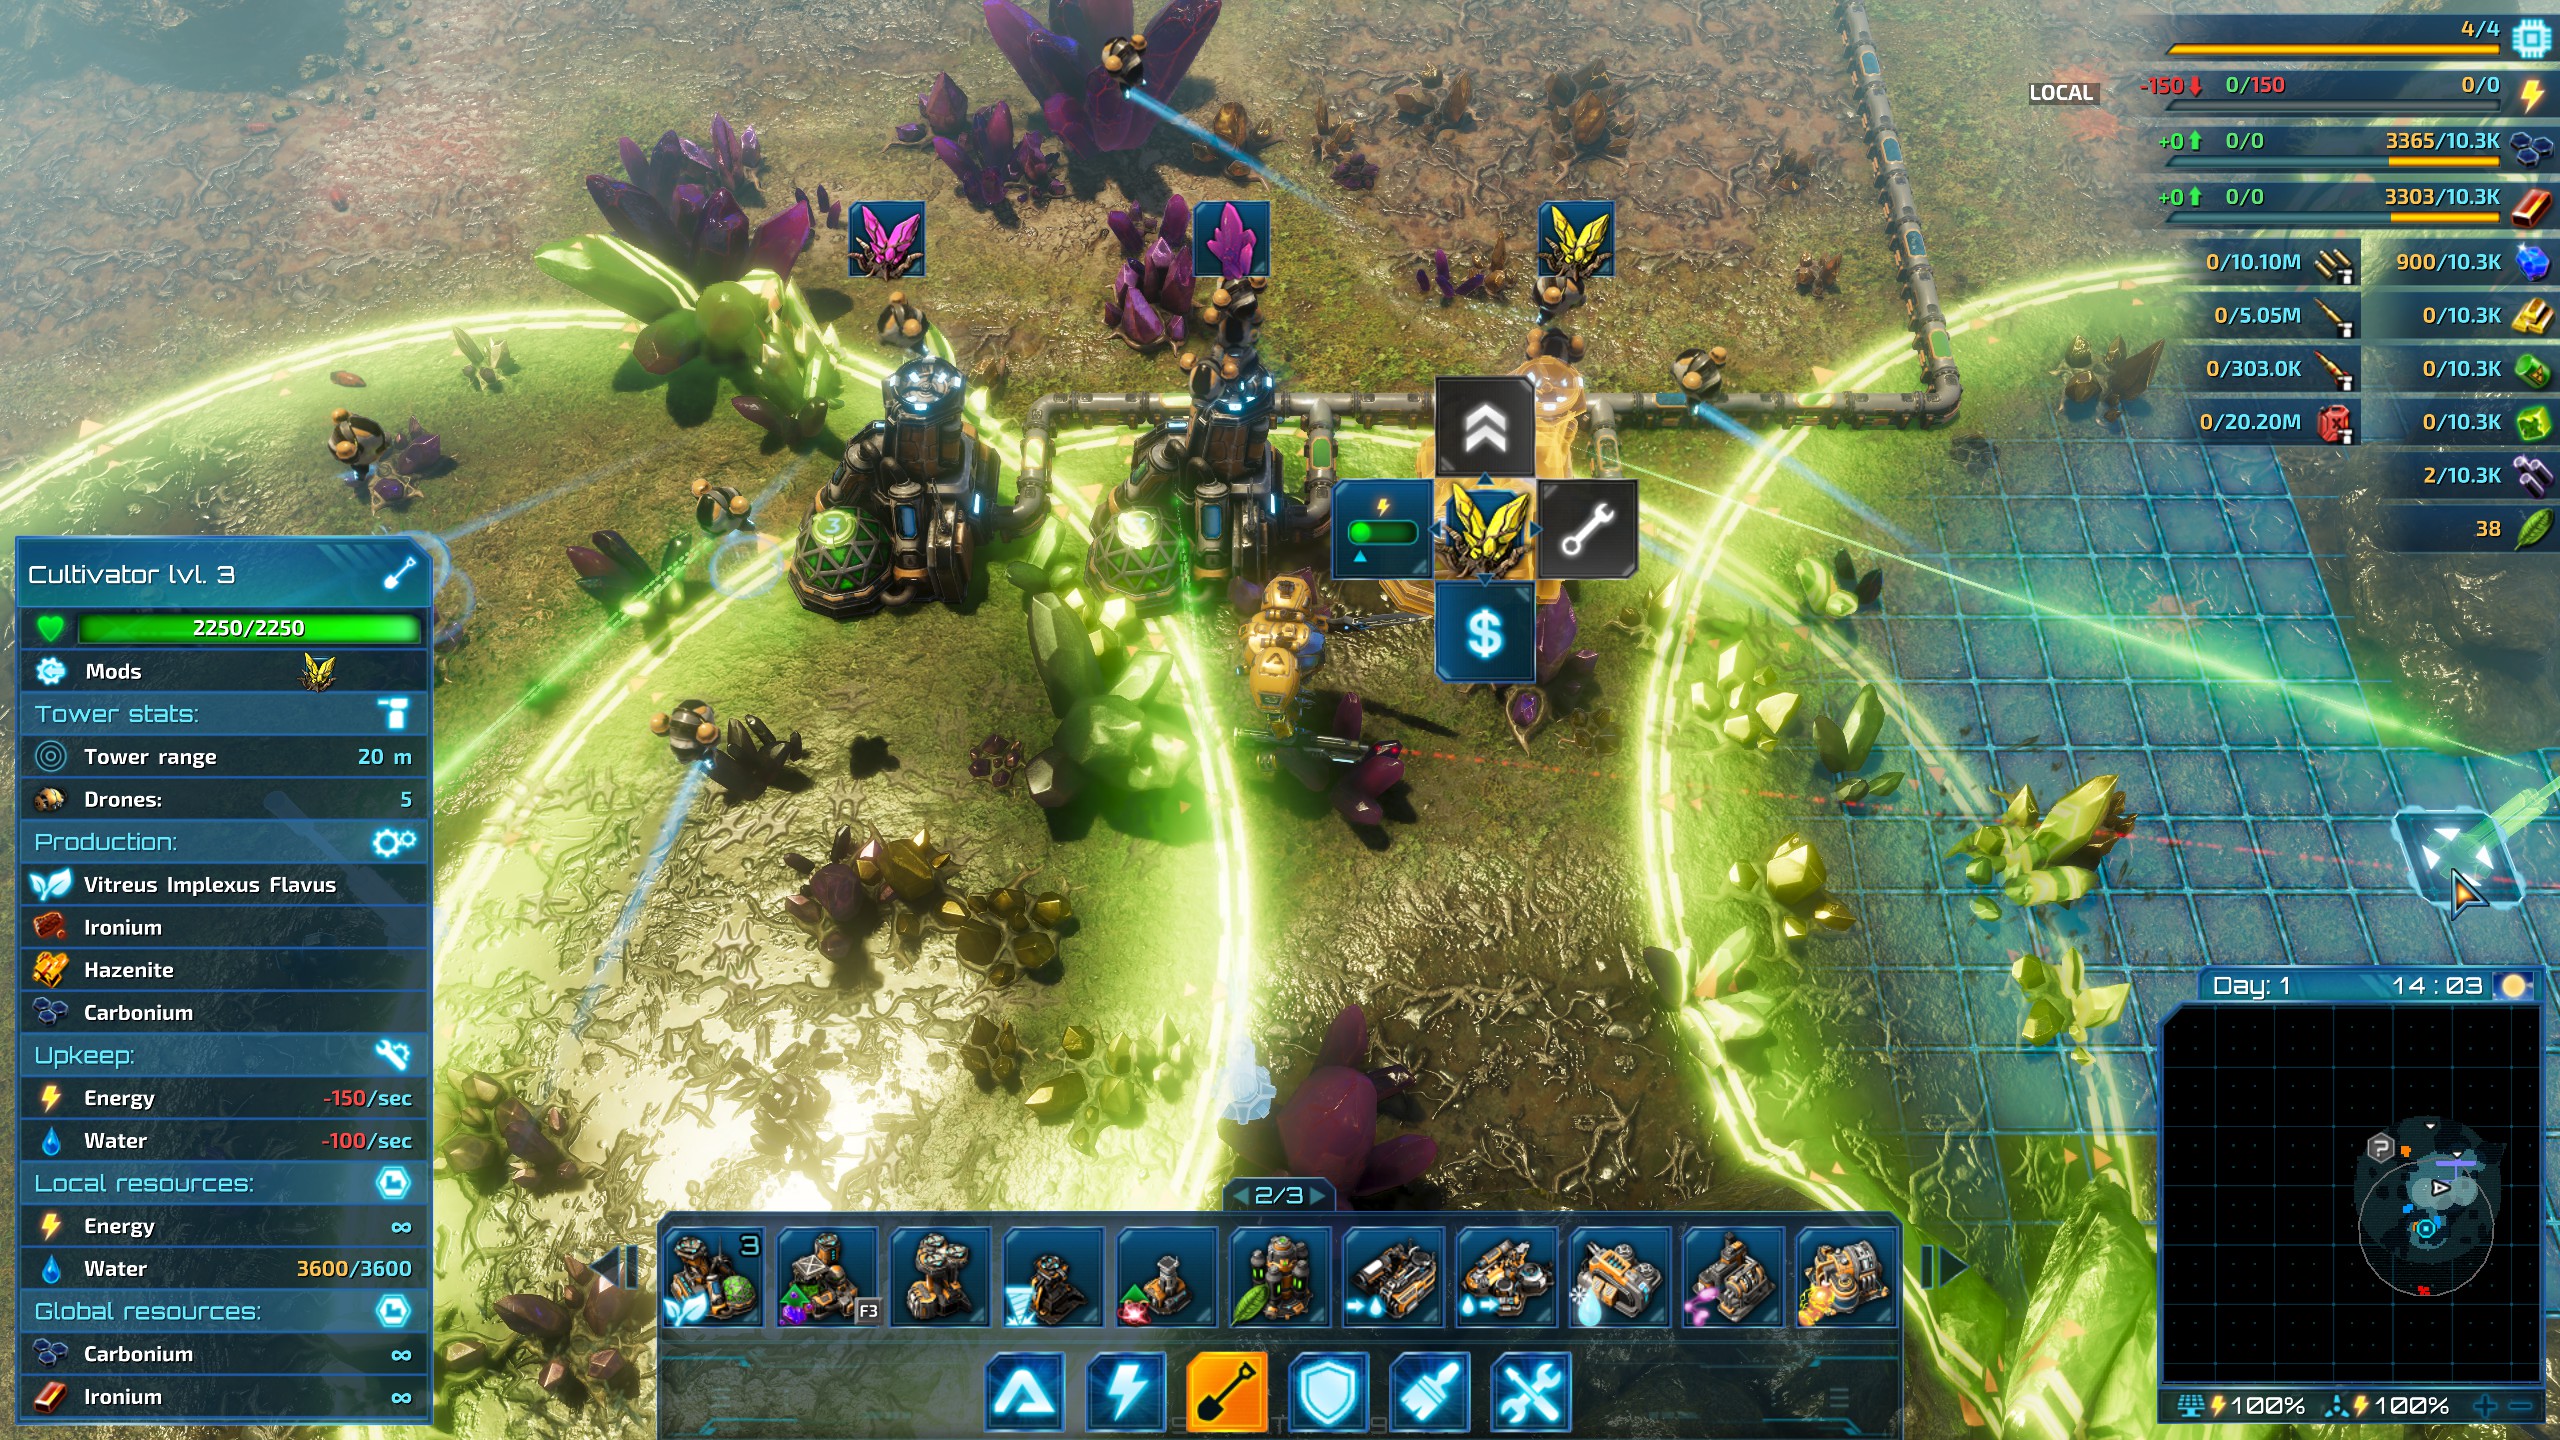 4/4
LOCAL
-150 0/150 0/0
+0 0/0 3365/10.3K
+0 0/0 3303/10.3K
0/10.10M 900/10.3K
0/5.05M 0/10.3K
0/303.0K 0/10.3K
0/20.20M 0/10.3K
2/10.3K
38
3
3
Cultivator lvl. 3
2250/2250
Mods
Tower stats:
Tower range 20 m
Drones: 5
Production:
Vitreus Implexus Flavus
Ironium
Hazenite
Carbonium
Upkeep:
Energy -150/sec
Water -100/sec
Local resources:
Energy ∞
Water 3600/3600
Global resources:
Carbonium ∞
Ironium ∞
$
2/3
3
F3
Day: 1 14 : 03
?
100% 100%